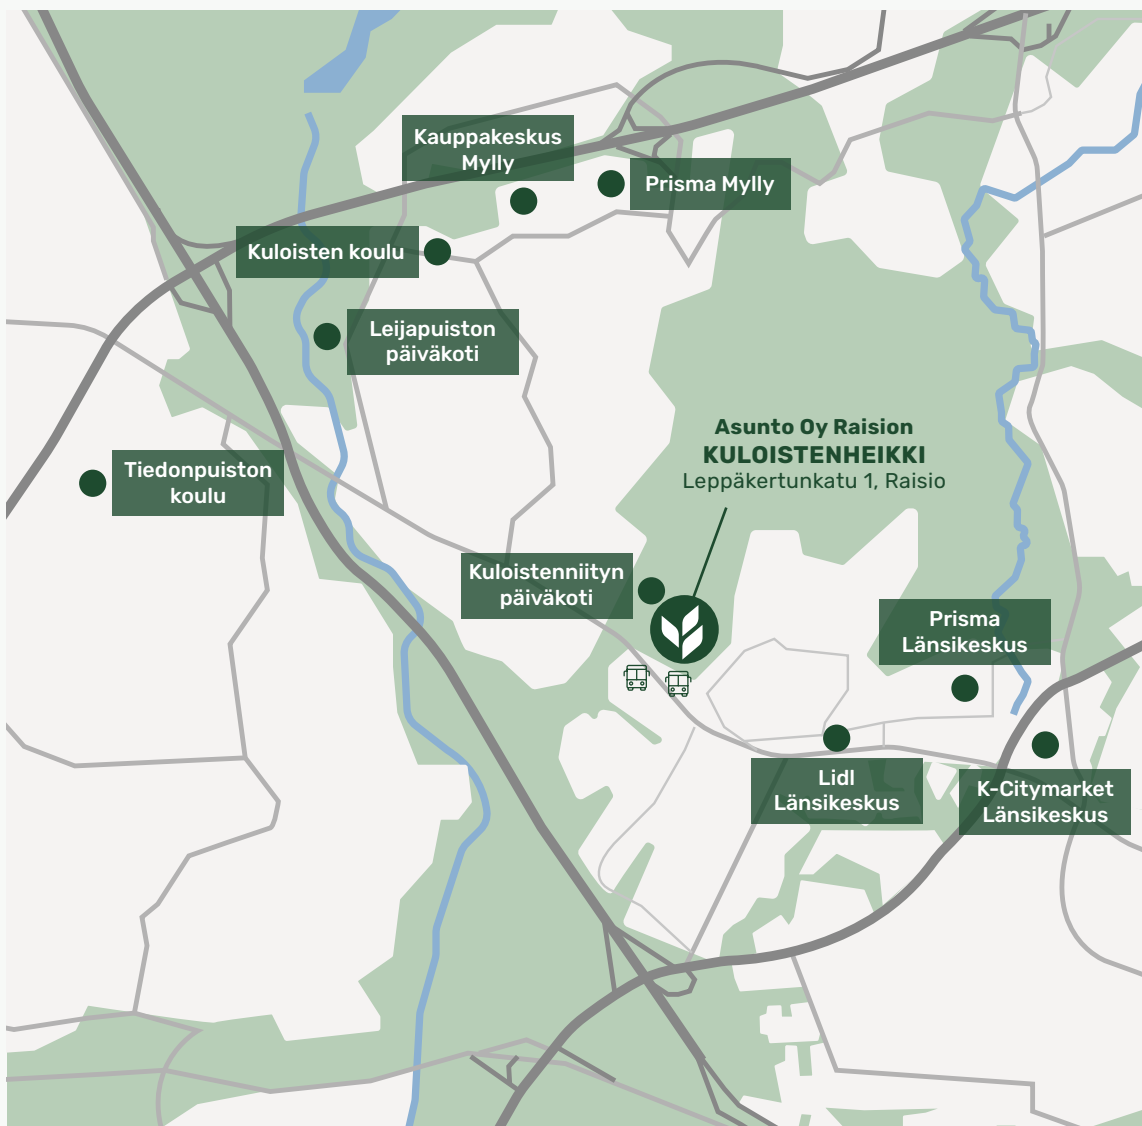 Kauppakeskus
Mylly
Prisma Mylly
Kuloisten koulu
Leijapuiston
päiväkoti
Asunto Oy Raision
KULOISTENHEIKKI
Leppäkertunkatu 1, Raisio
Tiedonpuiston
koulu
Kuloistenniityn
päiväkoti
Prisma
Länsikeskus
Lidl
Länsikeskus
K-Citymarket
Länsikeskus